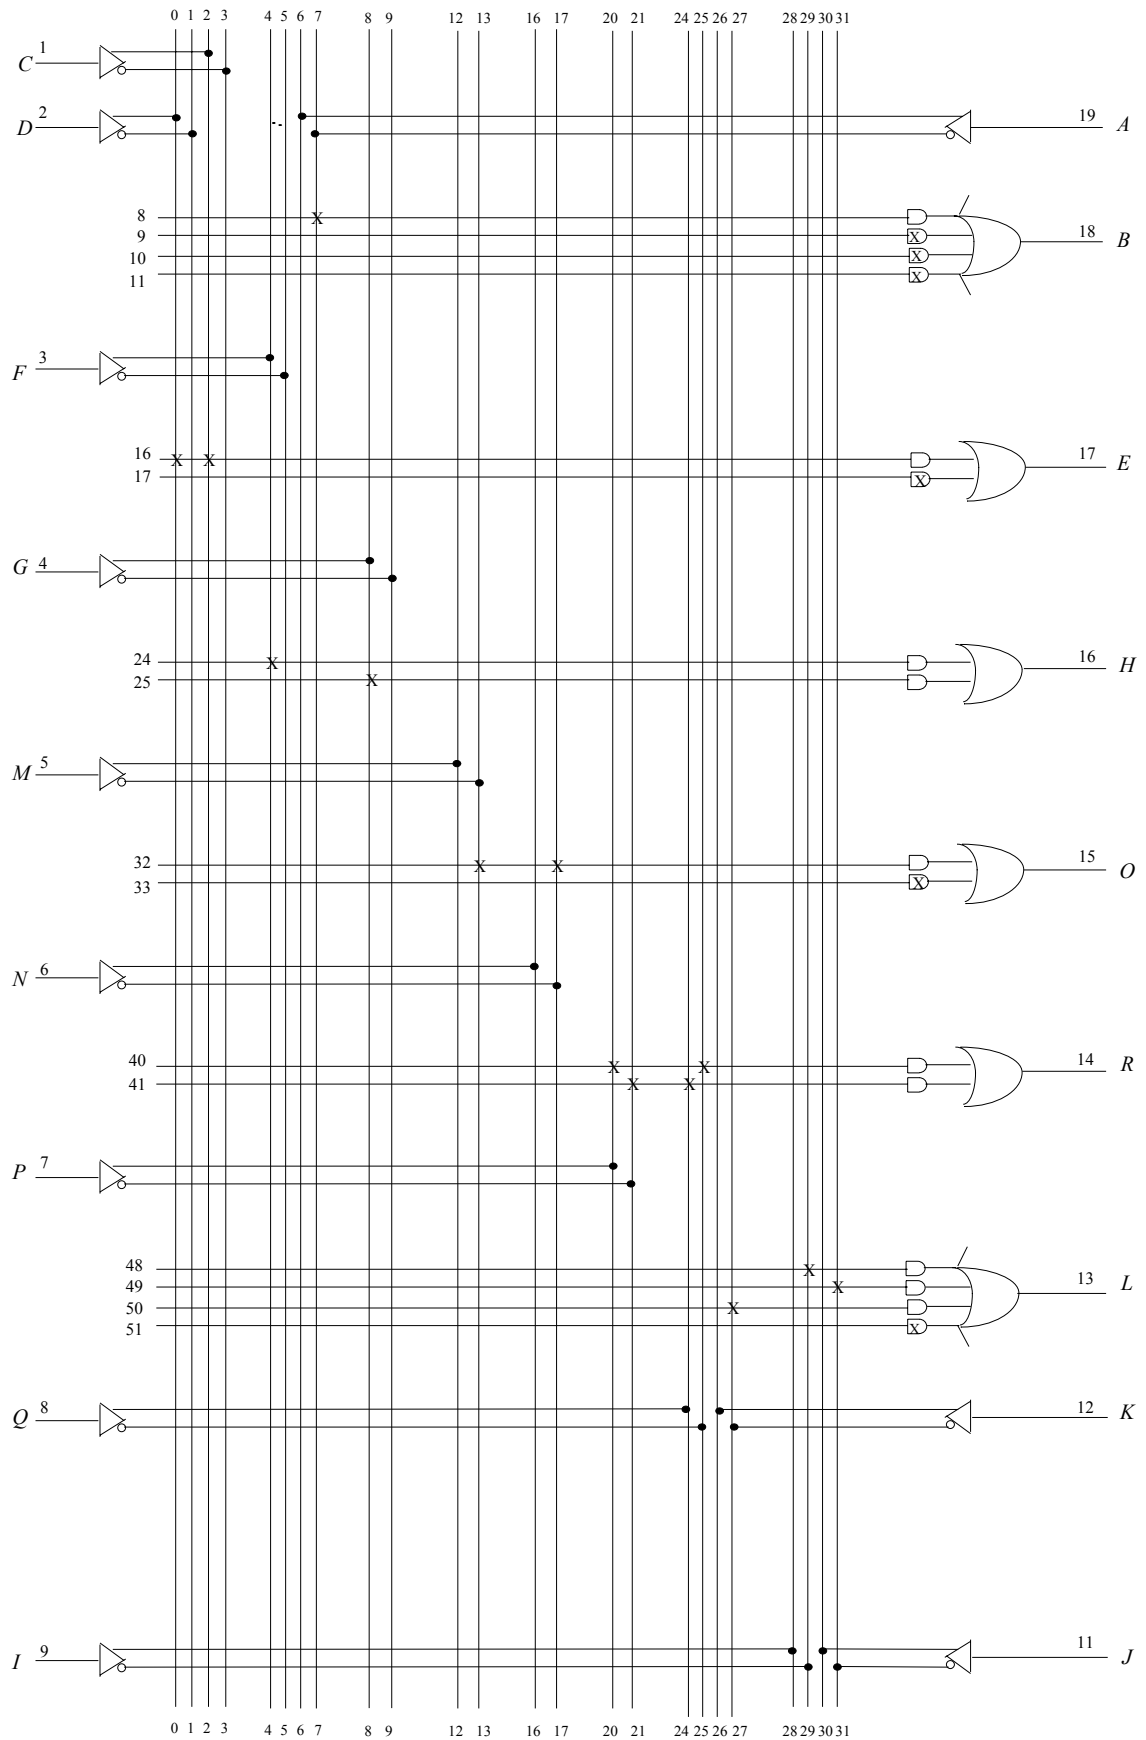 0 1 2 3 4 5 6 7 8 9 12 13 16 17 20 21 24 25 26 27 28 29 30 31
C 1
D 2 19 A
8 X
9 X 18 B
10 X
11 X
F 3
16 X X 17 E
17 X
G 4
24 X 16 H
25 X
M 5
32 X X 15 O
33 X
N 6
40 X X 14 R
41 X X
P 7
48 X
49 X 13 L
50 X
51 X
Q 8 12 K
I 9 11 J
0 1 2 3 4 5 6 7 8 9 12 13 16 17 20 21 24 25 26 27 28 29 30 31